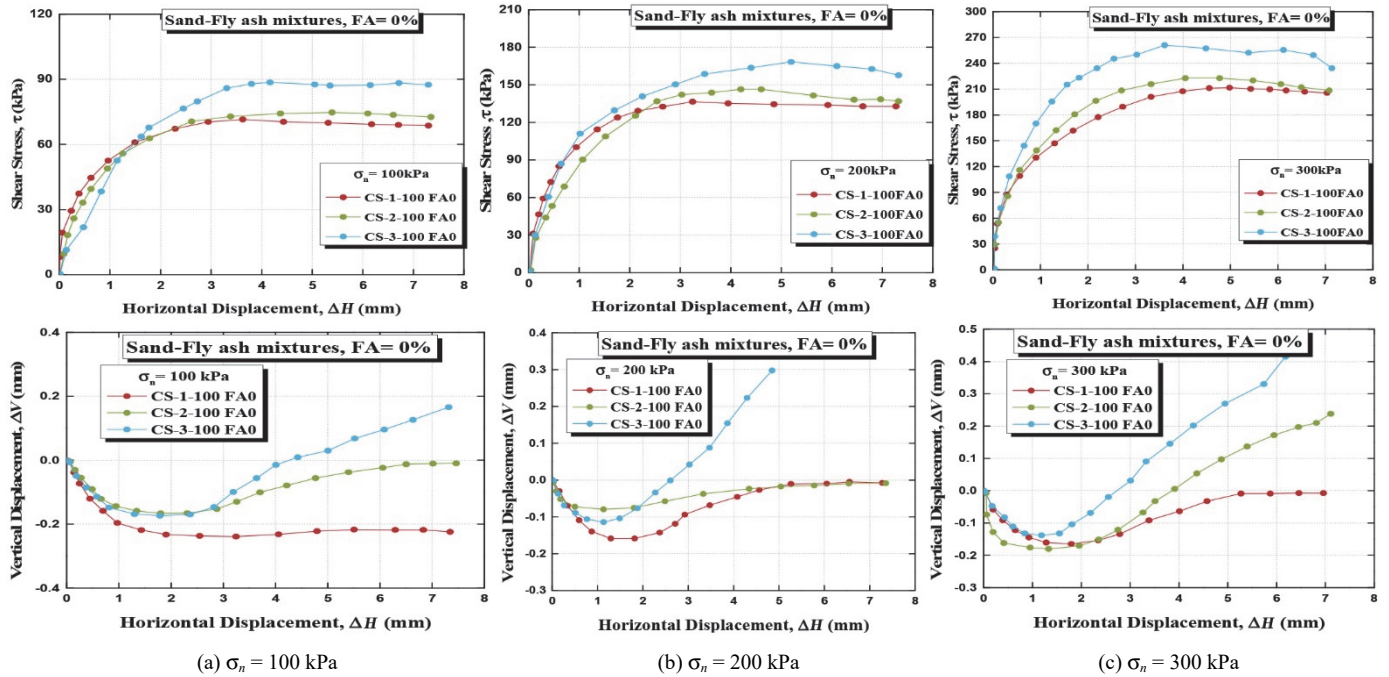 Sand-Fly ash mixtures, FA= 0%
120
90
60
30
0
Shear Stress, τ (kPa)
σn= 100kPa
CS-1-100 FA0
CS-2-100 FA0
CS-3-100 FA0
0 1 2 3 4 5 6 7 8
Horizontal Displacement, ΔH (mm)
Sand-Fly ash mixtures, FA= 0%
210
180
150
120
90
60
30
0
Shear Stress ,τ (kPa)
σn= 200kPa
CS-1-100FA0
CS-2-100FA0
CS-3-100FA0
0 1 2 3 4 5 6 7 8
Horizontal Displacement, ΔH (mm)
Sand-Fly ash mixtures, FA= 0%
300
270
240
210
180
150
120
90
60
30
0
Shear Stress, τ (kPa)
σn= 300kPa
CS-1-100FA0
CS-2-100FA0
CS-3-100FA0
0 1 2 3 4 5 6 7 8
Horizontal Displacement, ΔH (mm)
Sand-Fly ash mixtures, FA= 0%
0.4
0.2
0.0
-0.2
-0.4
Vertical Displacement, ΔV (mm)
σn= 100 kPa
CS-1-100 FA0
CS-2-100 FA0
CS-3-100 FA0
0 1 2 3 4 5 6 7 8
Horizontal Displacement, ΔH (mm)
Sand-Fly ash mixtures, FA= 0%
0.4
0.3
0.2
0.1
0.0
-0.1
-0.2
-0.3
Vertical Displacement, ΔV (mm)
σn= 200 kPa
CS-1-100 FA0
CS-2-100 FA0
CS-3-100 FA0
0 1 2 3 4 5 6 7 8
Horizontal Displacement, ΔH (mm)
Sand-Fly ash mixtures, FA= 0%
0.5
0.4
0.3
0.2
0.1
0.0
-0.1
-0.2
-0.3
Vertical Displacement, ΔV (mm)
σn= 300 kPa
CS-1-100 FA0
CS-2-100 FA0
CS-3-100 FA0
0 1 2 3 4 5 6 7 8
Horizontal Displacement, ΔH (mm)
(a) σn = 100 kPa
(b) σn = 200 kPa
(c) σn = 300 kPa